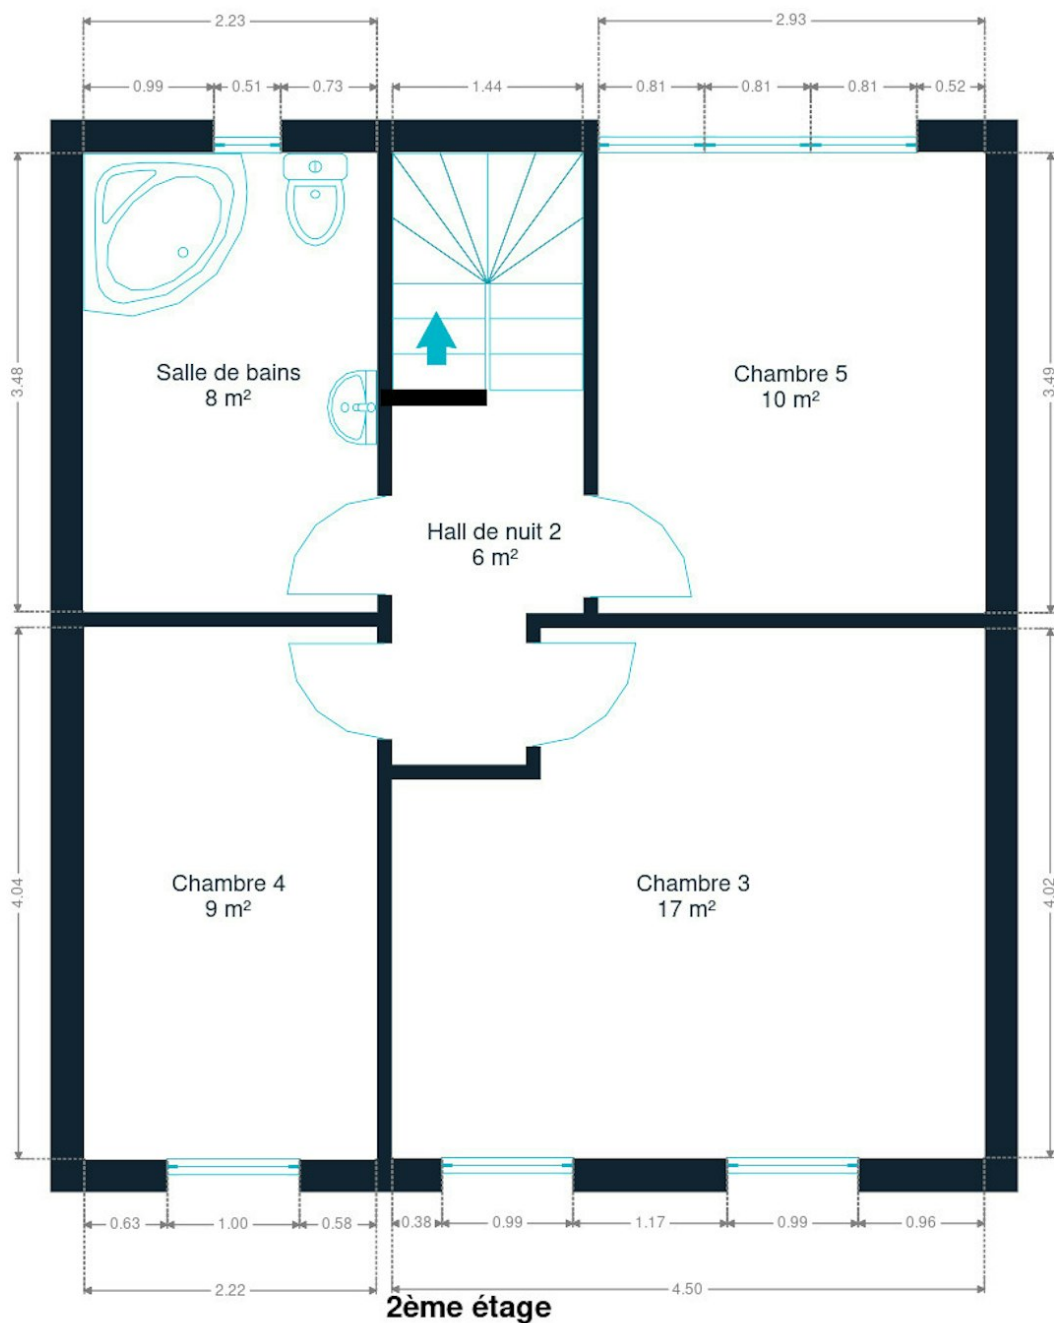 2.23
2.93
0.99
0.51
0.73
1.44
0.81
0.81
0.81
0.52
3.48
3.49
Salle de bains
8 m²
Chambre 5
10 m²
Hall de nuit 2
6 m²
4.04
4.02
Chambre 4
9 m²
Chambre 3
17 m²
0.63
1.00
0.58
0.38
0.99
1.17
0.99
0.96
2.22
4.50
2ème étage